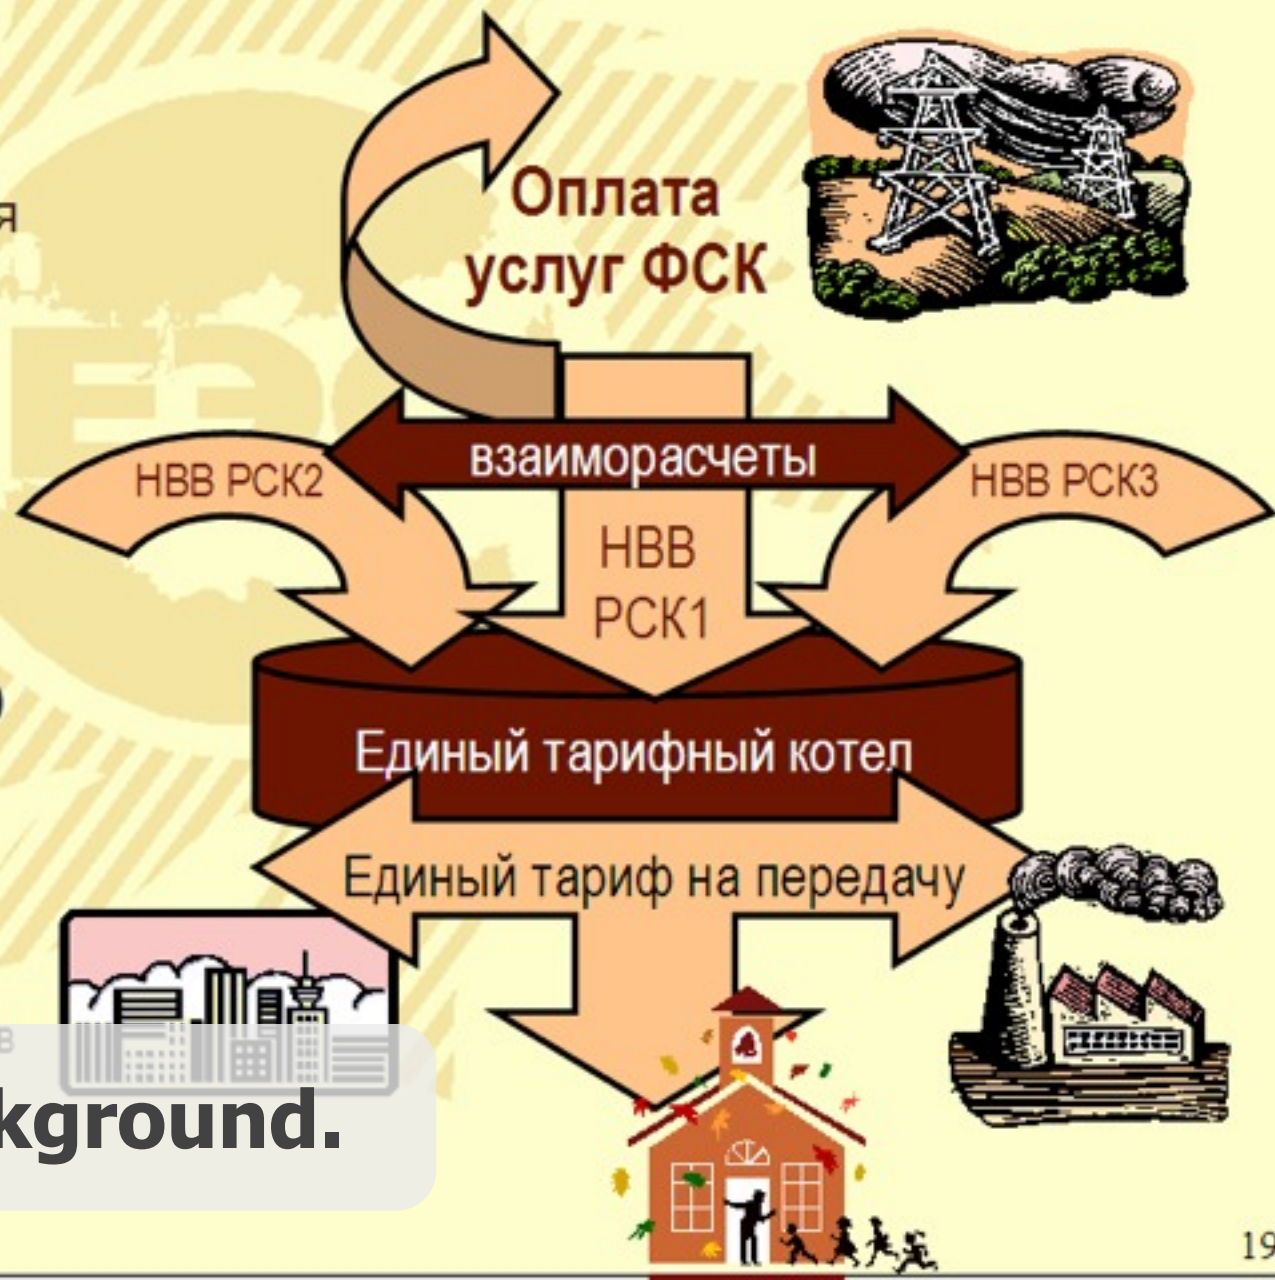 я
Оплата
услуг ФСК
взаиморасчеты
НВВ РСК2
НВВ РСК3
НВВ
РСК1
Единый тарифный котел
Единый тариф на передачу
в
kground.
19